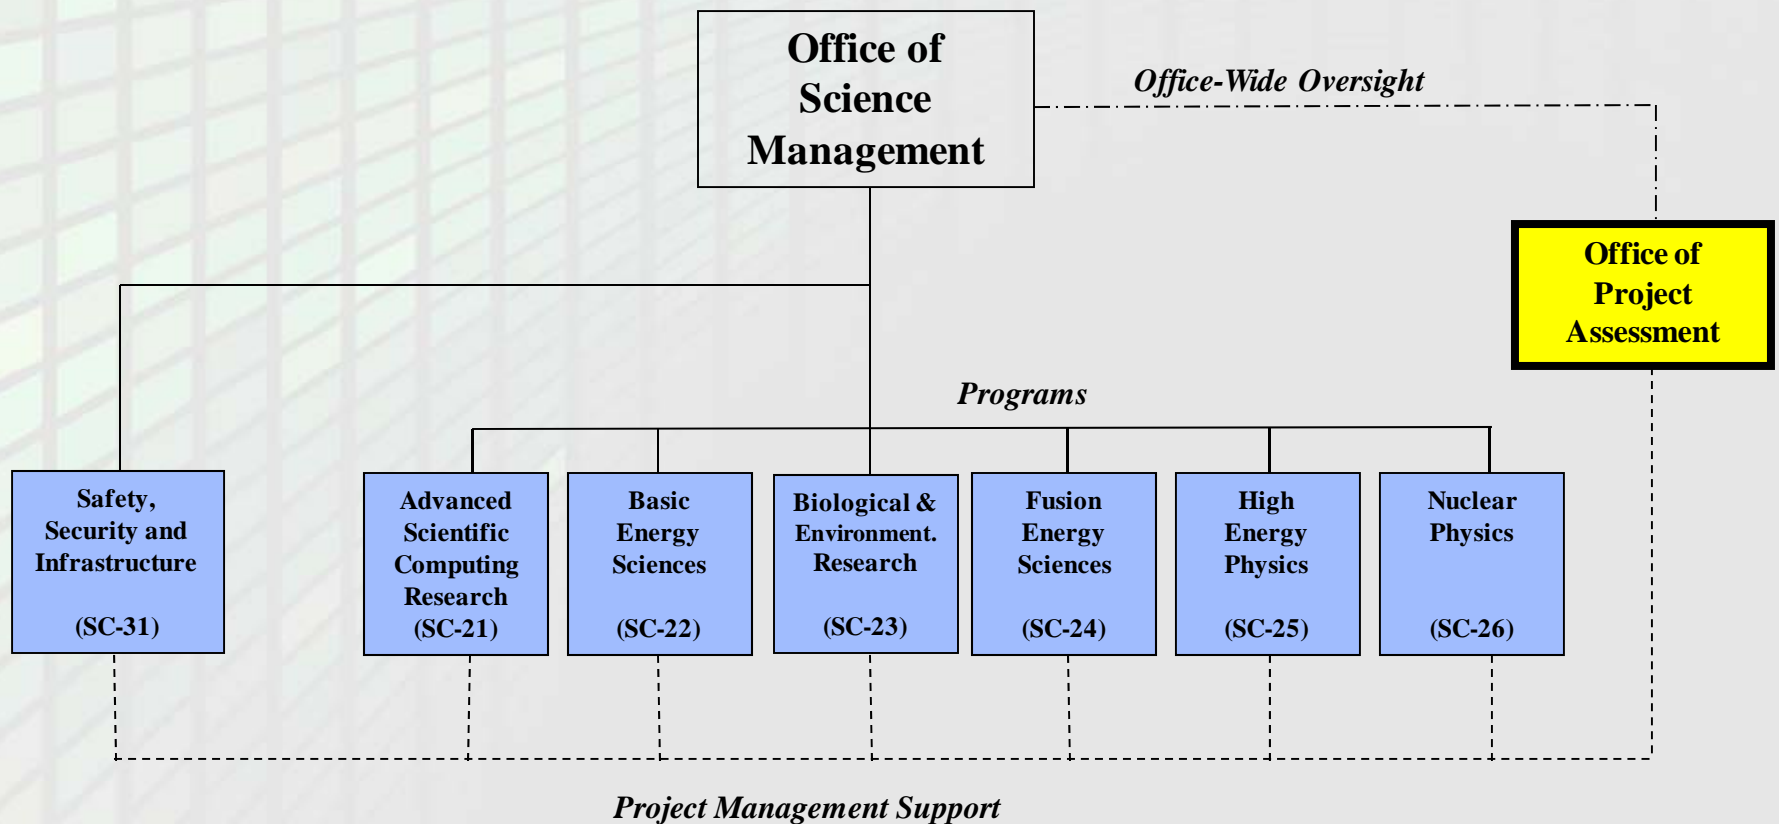 Office of
Science
Management
Office-Wide Oversight
Office of
Project
Assessment
Programs
Safety,
Security and
Infrastructure
(SC-31)
Advanced
Scientific
Computing
Research
(SC-21)
Basic
Energy
Sciences
(SC-22)
Biological &
Environment.
Research
(SC-23)
Fusion
Energy
Sciences
(SC-24)
High
Energy
Physics
(SC-25)
Nuclear
Physics
(SC-26)
Project Management Support